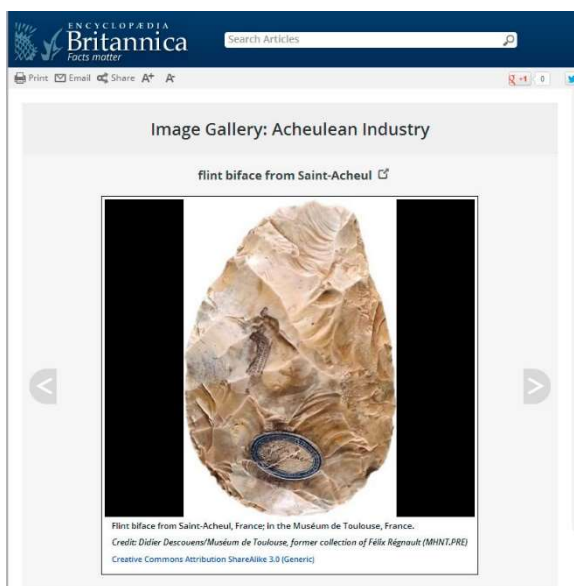 ENCYCLOPÆDIA
Britannica
Facts matter
Search Articles
Print Email Share A+ A-
g +1 0
Image Gallery: Acheulean Industry
flint biface from Saint-Acheul
< >
Flint biface from Saint-Acheul, France; in the Muséum de Toulouse, France.
Credit: Didier Descouens/Muséum de Toulouse, former collection of Félix Régnault (MHNT.PRE)
Creative Commons Attribution ShareAlike 3.0 (Generic)